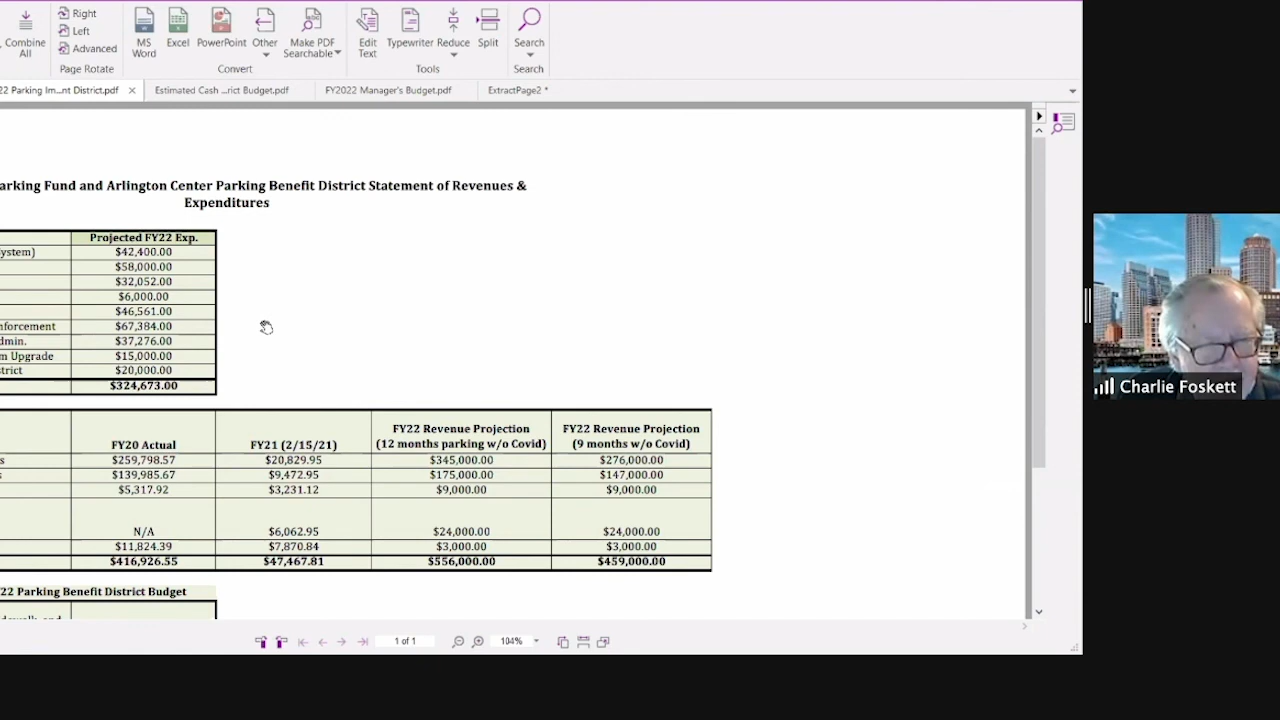 Combine All
Right
Left
Advanced
Page Rotate
MS Word
Excel
PowerPoint
Other
Make PDF Searchable
Convert
Edit Text
Typewriter
Reduce
Split
Tools
Search
Search
22 Parking Im...nt District.pdf ×
Estimated Cash ...rict Budget.pdf
FY2022 Manager's Budget.pdf
ExtractPage2 *
arking Fund and Arlington Center Parking Benefit District Statement of Revenues &
Expenditures
Projected FY22 Exp.
ystem) $42,400.00
$58,000.00
$32,052.00
$6,000.00
$46,561.00
nforcement $67,384.00
dmin. $37,276.00
m Upgrade $15,000.00
trict $20,000.00
$324,673.00
FY22 Revenue Projection FY22 Revenue Projection
FY20 Actual FY21 (2/15/21) (12 months parking w/o Covid) (9 months w/o Covid)
s $259,798.57 $20,829.95 $345,000.00 $276,000.00
s $139,985.67 $9,472.95 $175,000.00 $147,000.00
$5,317.92 $3,231.12 $9,000.00 $9,000.00
N/A $6,062.95 $24,000.00 $24,000.00
$11,824.39 $7,870.84 $3,000.00 $3,000.00
$416,926.55 $47,467.81 $556,000.00 $459,000.00
22 Parking Benefit District Budget
1 of 1
104%
Charlie Foskett